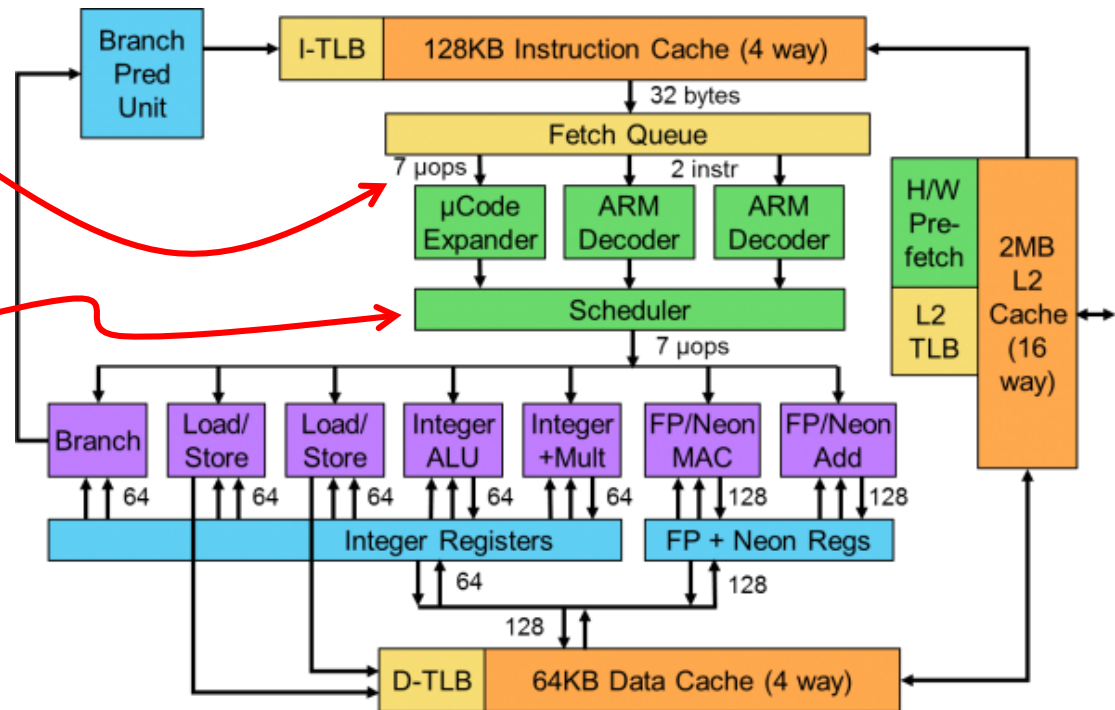 Branch
Pred
Unit
I-TLB
128KB Instruction Cache (4 way)
32 bytes
Fetch Queue
7 μops
2 instr
μCode
Expander
ARM
Decoder
ARM
Decoder
H/W
Pre-
fetch
L2
TLB
2MB
L2
Cache
(16
way)
Scheduler
7 μops
Branch
Load/
Store
Load/
Store
Integer
ALU
Integer
+Mult
FP/Neon
MAC
FP/Neon
Add
64
64
64
64
64
128
128
Integer Registers
FP + Neon Regs
64
128
128
D-TLB
64KB Data Cache (4 way)